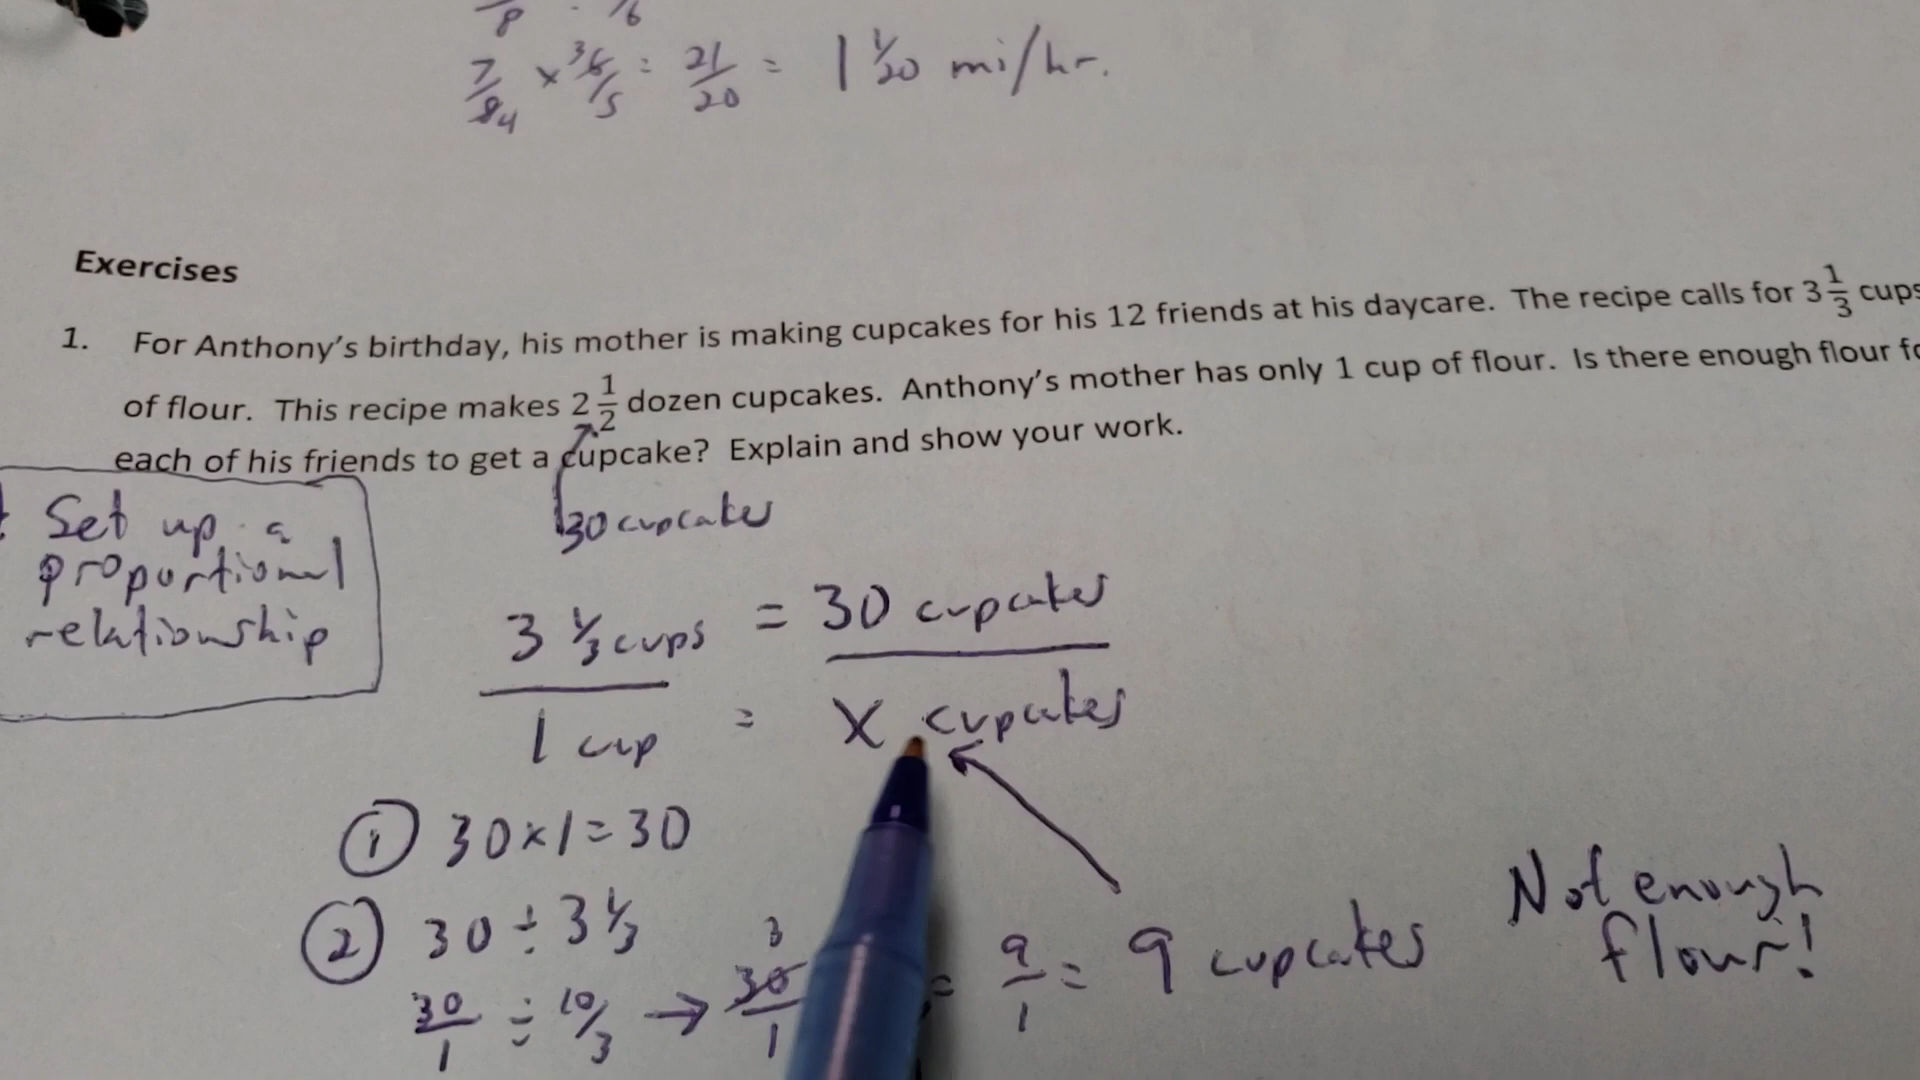 8 6
7/84 x 36/5 = 21/20 = 1 1/20 mi/hr.
Exercises
1. For Anthony's birthday, his mother is making cupcakes for his 12 friends at his daycare. The recipe calls for 3 1/3 cups
of flour. This recipe makes 2 1/2 dozen cupcakes. Anthony's mother has only 1 cup of flour. Is there enough flour
each of his friends to get a cupcake? Explain and show your work.
30 cupcakes
Set up a
proportional
relationship
3 1/3 cups = 30 cupcakes
1 cup = x cupcakes
① 30 x 1 = 30
② 30 ÷ 3 1/3
30/1 ÷ 10/3 → 3 30/1 = 9/1 = 9 cupcakes
Not enough
flour!